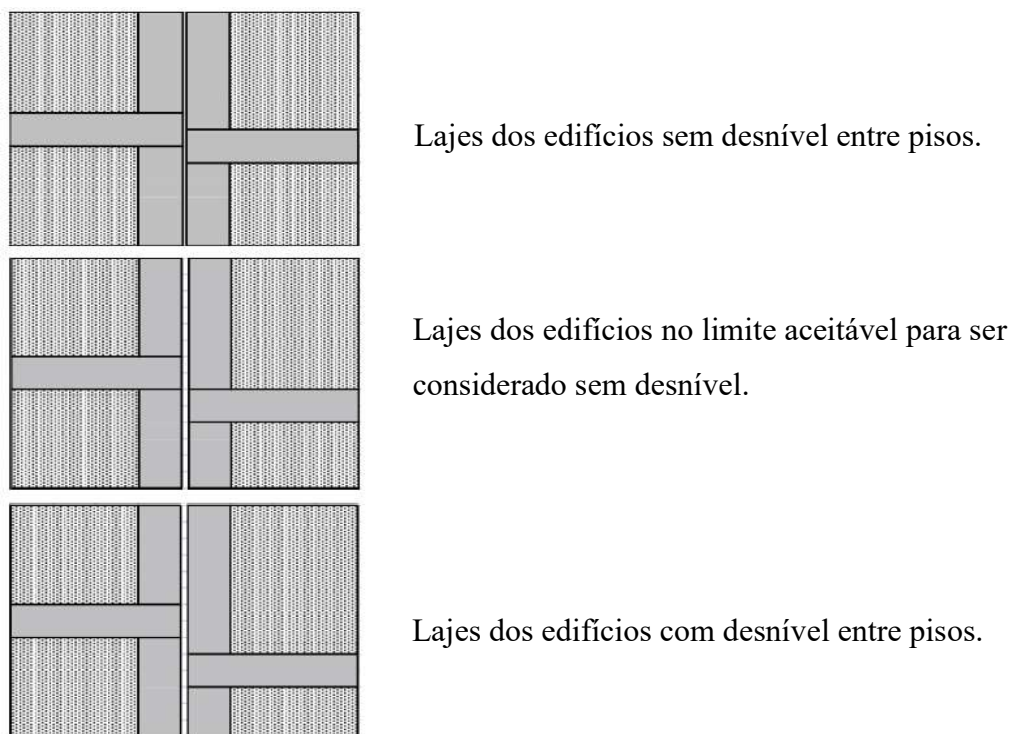 Lajes dos edifícios sem desnível entre pisos.
Lajes dos edifícios no limite aceitável para ser
considerado sem desnível.
Lajes dos edifícios com desnível entre pisos.